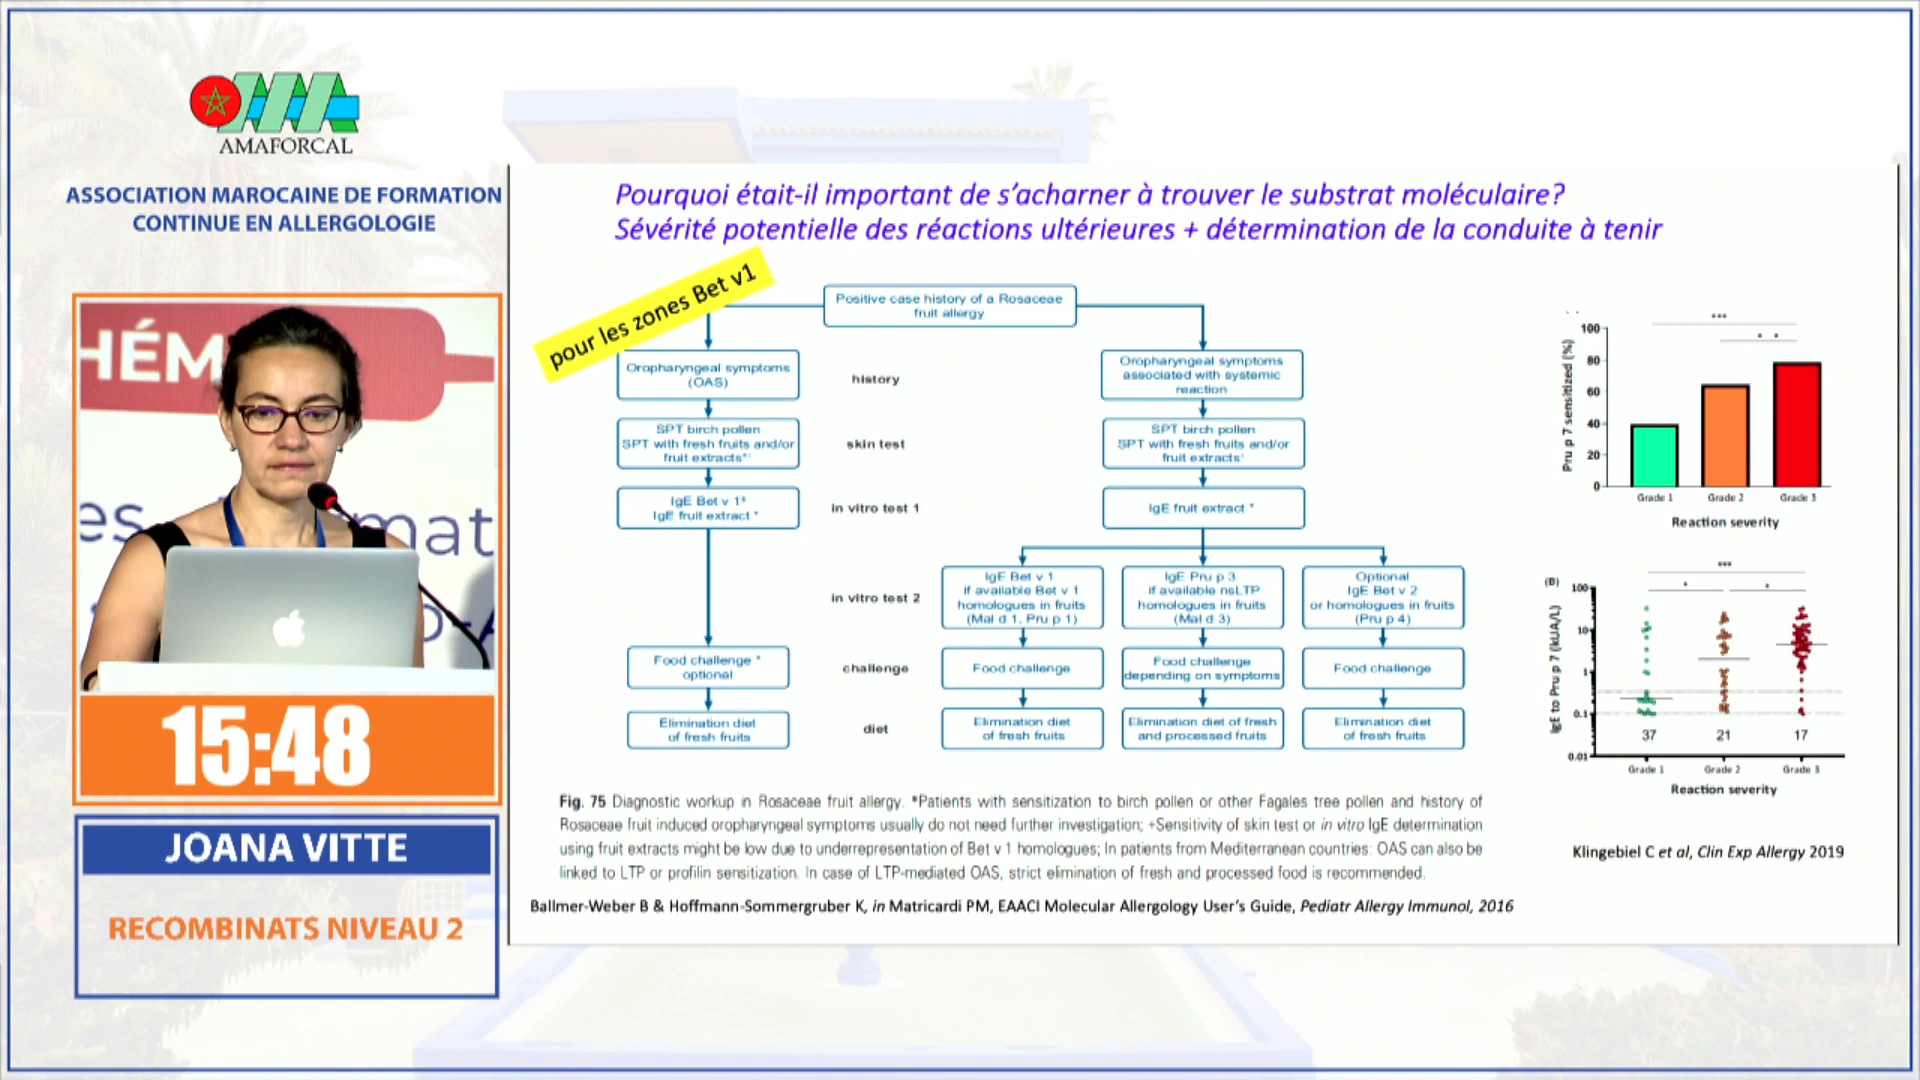 AMAFORCAL
ASSOCIATION MAROCAINE DE FORMATION
CONTINUE EN ALLERGOLOGIE
HÉM
es
mat
15:48
JOANA VITTE
RECOMBINATS NIVEAU 2
Pourquoi était-il important de s'acharner à trouver le substrat moléculaire?
Sévérité potentielle des réactions ultérieures + détermination de la conduite à tenir
pour les zones Bet v1
Positive case history of a Rosaceae
fruit allergy
Oropharyngeal symptoms
(OAS)
history
Oropharyngeal symptoms
associated with systemic
reaction
SPT birch pollen
SPT with fresh fruits and/or
fruit extracts*
skin test
SPT birch pollen
SPT with fresh fruits and/or
fruit extracts
IgE Bet v 1
IgE fruit extract *
in vitro test 1
IgE fruit extract *
in vitro test 2
IgE Bet v 1
if available Bet v 1
homologues in fruits
(Mal d 1, Pru p 1)
IgE Pru p 3
if available nsLTP
homologues in fruits
(Mal d 3)
Optional
IgE Bet v 2
or homologues in fruits
(Pru p 4)
Food challenge *
optional
challenge
Food challenge
Food challenge
depending on symptoms
Food challenge
Elimination diet
of fresh fruits
diet
Elimination diet
of fresh fruits
Elimination diet of fresh
and processed fruits
Elimination diet
of fresh fruits
Fig. 75 Diagnostic workup in Rosaceae fruit allergy. *Patients with sensitization to birch pollen or other Fagales tree pollen and history of
Rosaceae fruit induced oropharyngeal symptoms usually do not need further investigation; +Sensitivity of skin test or in vitro IgE determination
using fruit extracts might be low due to underrepresentation of Bet v 1 homologues; In patients from Mediterranean countries: OAS can also be
linked to LTP or profilin sensitization. In case of LTP-mediated OAS, strict elimination of fresh and processed food is recommended.
Ballmer-Weber B & Hoffmann-Sommergruber K, in Matricardi PM, EAACI Molecular Allergology User's Guide, Pediatr Allergy Immunol, 2016
***
* *
Pru p 7 sensitized (%)
100
80
60
40
20
0
Grade 1 Grade 2 Grade 3
Reaction severity
(B)
***
* *
IgE to Pru p 7 (kUA/L)
100
10
1
0.1
0.01
37 21 17
Grade 1 Grade 2 Grade 3
Reaction severity
Klingebiel C et al, Clin Exp Allergy 2019